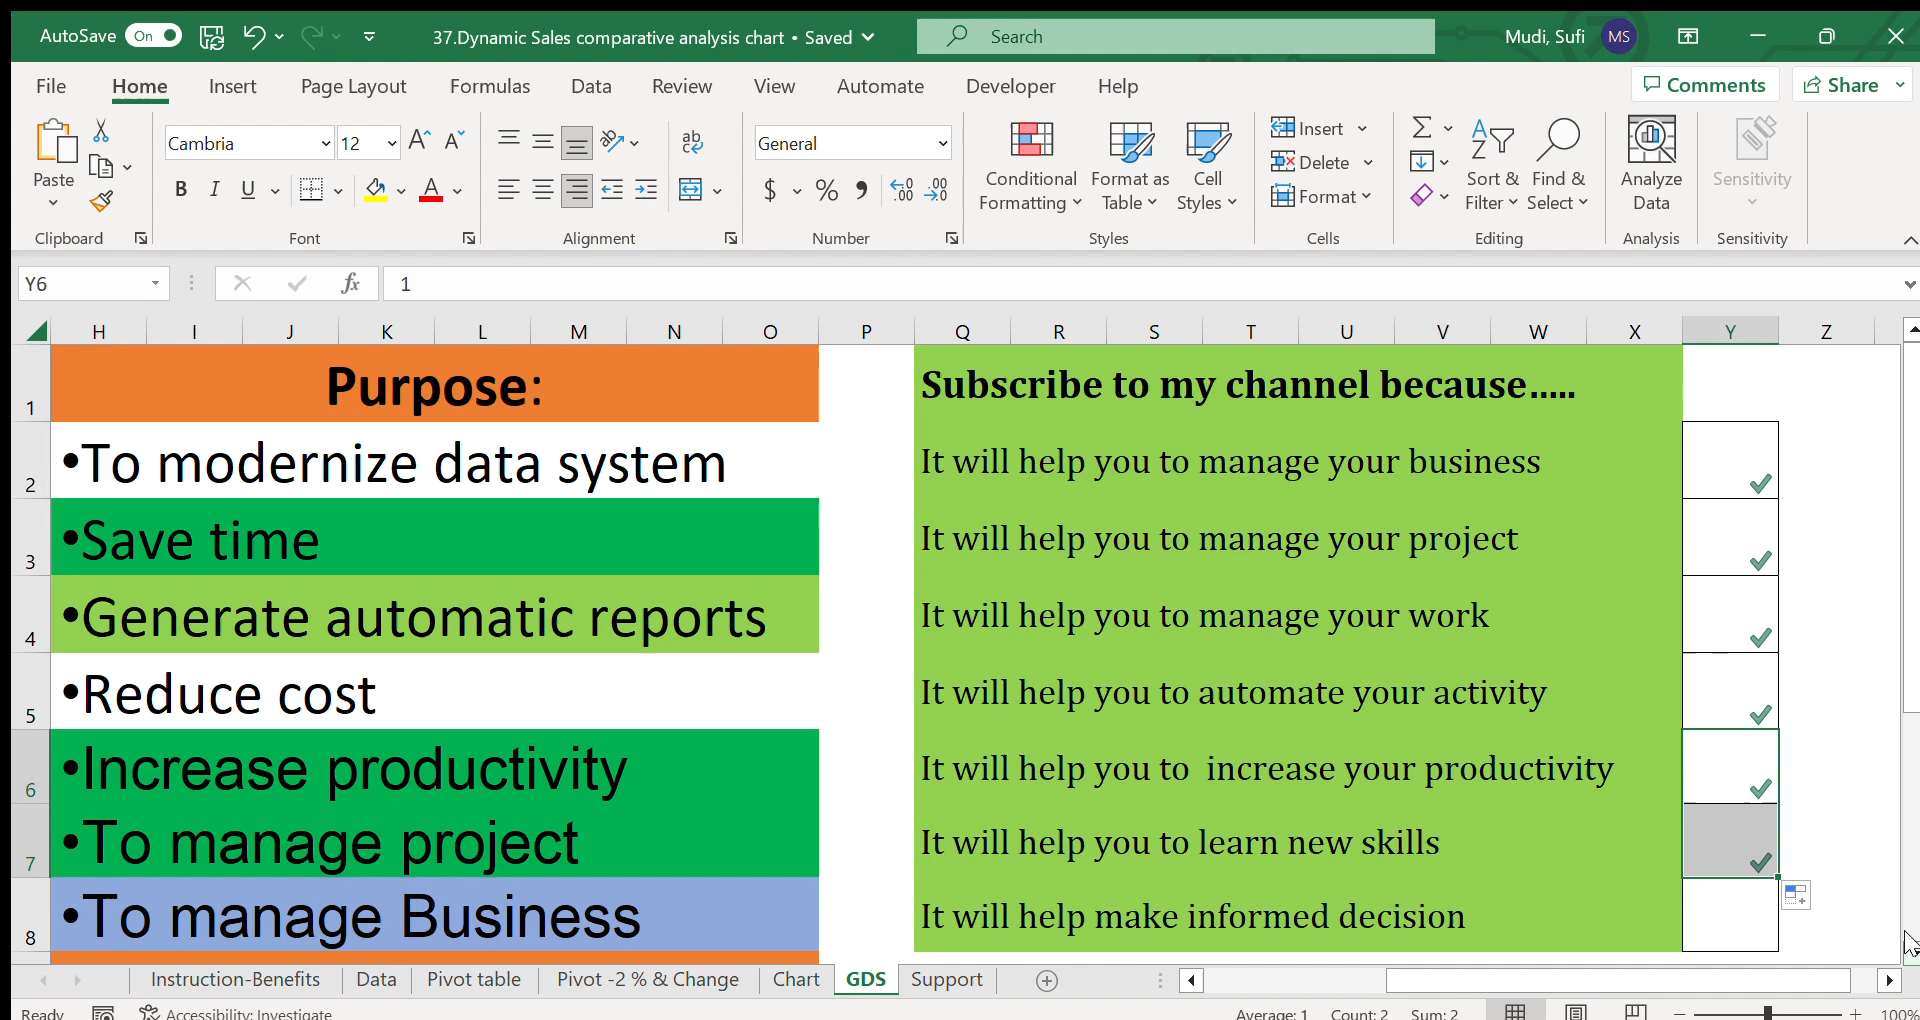 AutoSave On 37.Dynamic Sales comparative analysis chart • Saved Search Mudi, Sufi MS
File Home Insert Page Layout Formulas Data Review View Automate Developer Help Comments Share
Cambria 12 General Insert
Paste Conditional Format as Cell Delete Sort & Find & Analyze Sensitivity
B I U Formatting Table Styles Format Filter Select Data
Clipboard Font Alignment Number Styles Cells Editing Analysis Sensitivity
Y6 fx 1
H I J K L M N O P Q R S T U V W X Y Z
1 Purpose: Subscribe to my channel because.....
2 •To modernize data system It will help you to manage your business
3 •Save time It will help you to manage your project
4 •Generate automatic reports It will help you to manage your work
5 •Reduce cost It will help you to automate your activity
6 •Increase productivity It will help you to increase your productivity
7 •To manage project It will help you to learn new skills
8 •To manage Business It will help make informed decision
Instruction-Benefits Data Pivot table Pivot -2 % & Change Chart GDS Support
Ready Accessibility: Investigate Average: 1 Count: 2 Sum: 2 100%